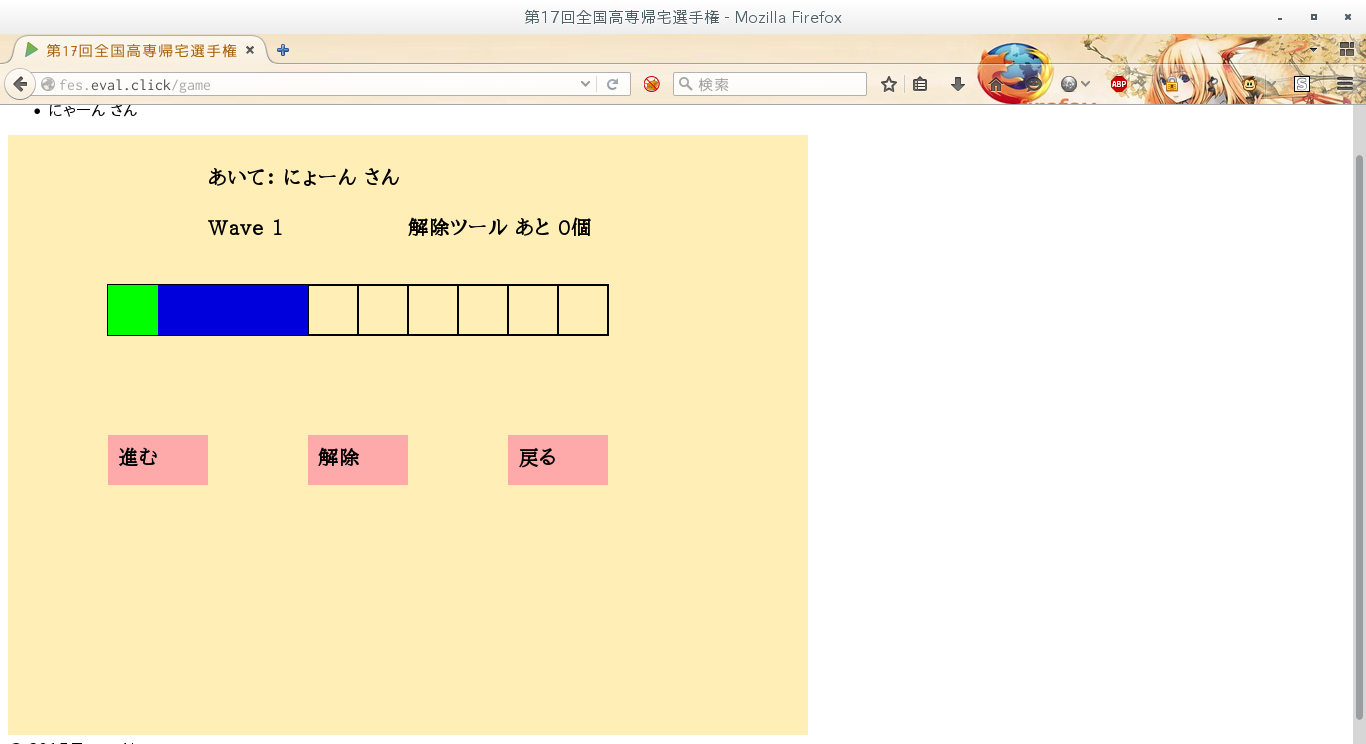 第17回全国高専帰宅選手権 - Mozilla Firefox
第17回全国高専帰宅選手権
fes.eval.click/game
検索
ABP
S
• にゃーん さん
あいて: にょーん さん
Wave 1
解除ツール あと 0個
進む
解除
戻る